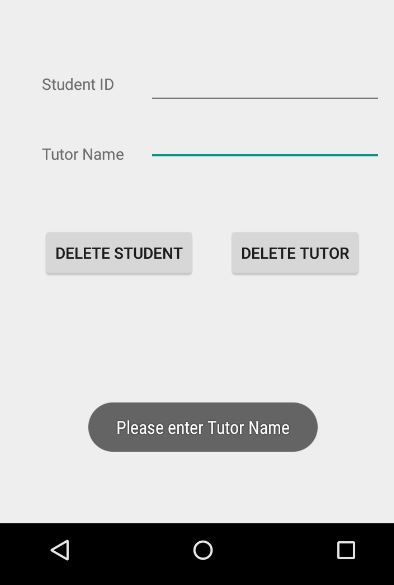 Student ID
Tutor Name
DELETE STUDENT
DELETE TUTOR
Please enter Tutor Name